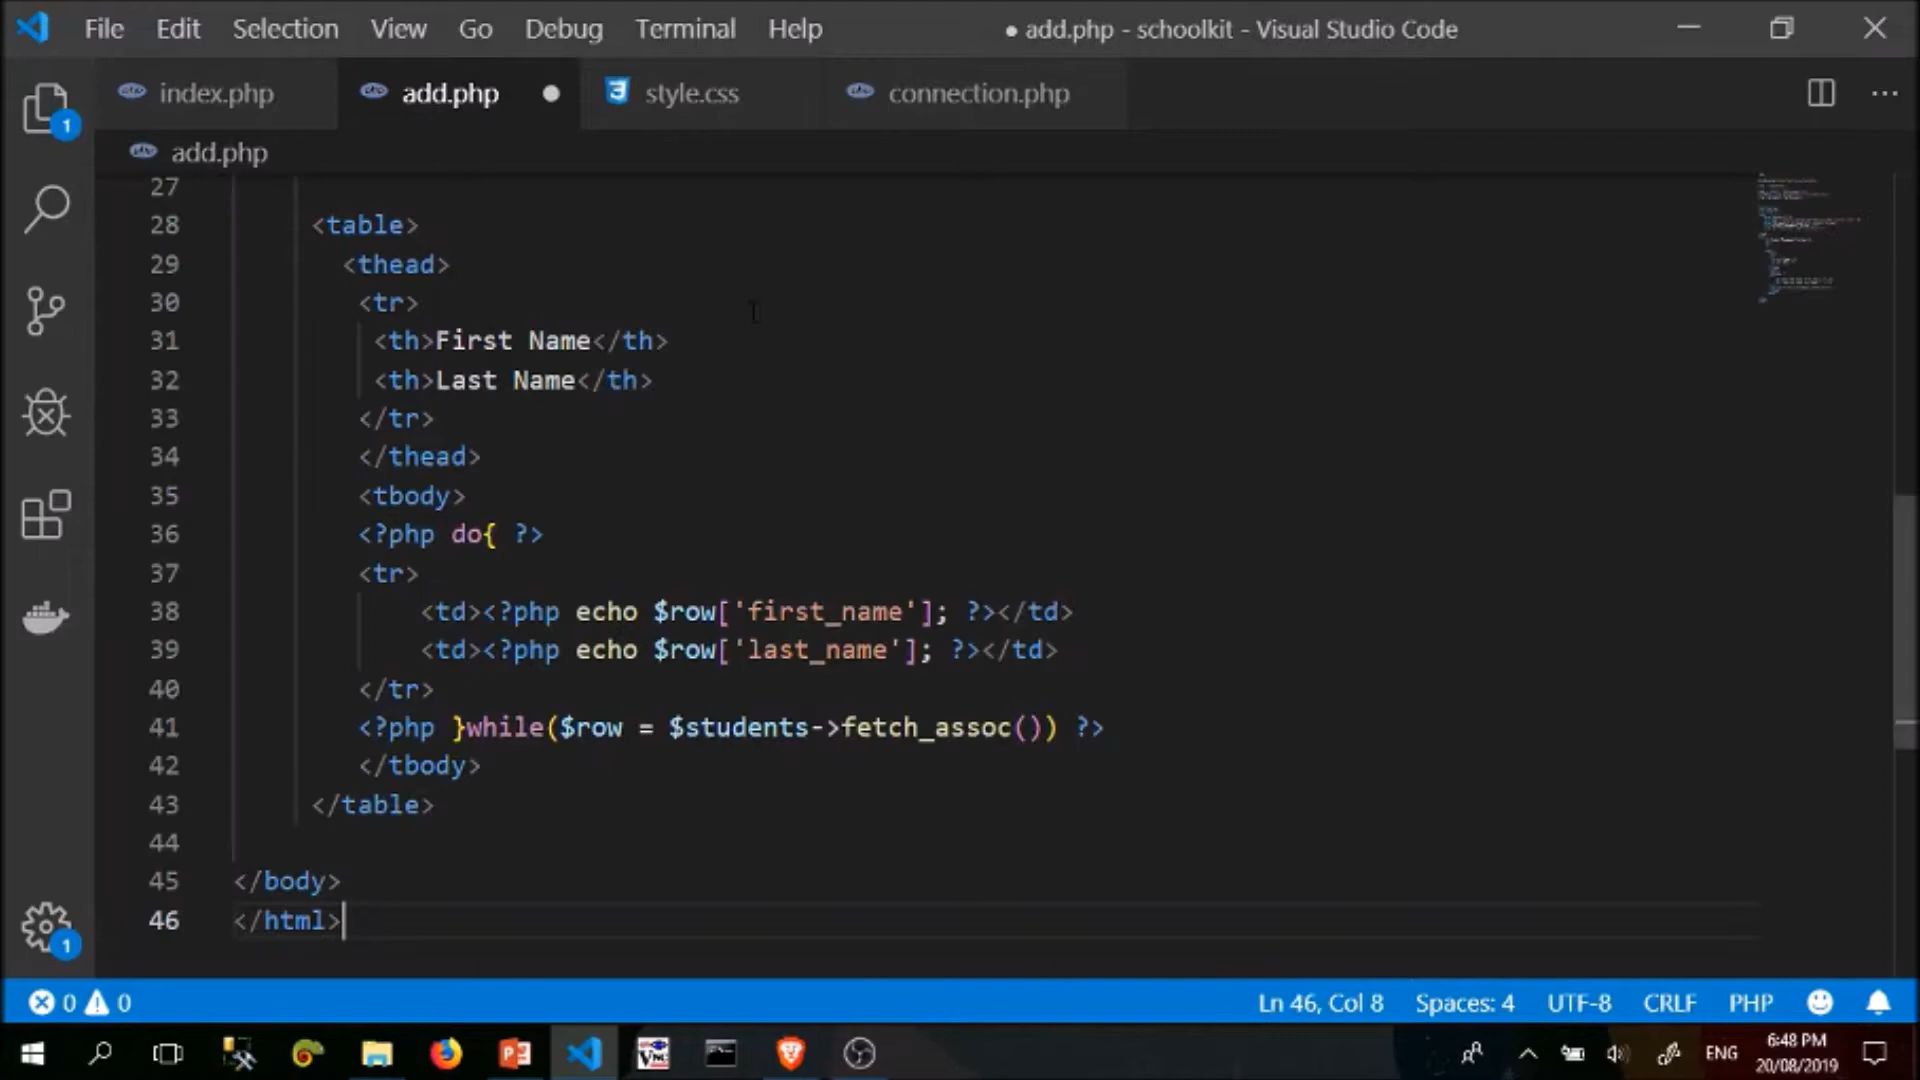 File Edit Selection View Go Debug Terminal Help ● add.php - schoolkit - Visual Studio Code
index.php add.php style.css connection.php
add.php
27
28 <table>
29 <thead>
30 <tr>
31 <th>First Name</th>
32 <th>Last Name</th>
33 </tr>
34 </thead>
35 <tbody>
36 <?php do{ ?>
37 <tr>
38 <td><?php echo $row['first_name']; ?></td>
39 <td><?php echo $row['last_name']; ?></td>
40 </tr>
41 <?php }while($row = $students->fetch_assoc()) ?>
42 </tbody>
43 </table>
44
45 </body>
46 </html>
1
1
0 0 Ln 46, Col 8 Spaces: 4 UTF-8 CRLF PHP
ENG 6:48 PM
20/08/2019